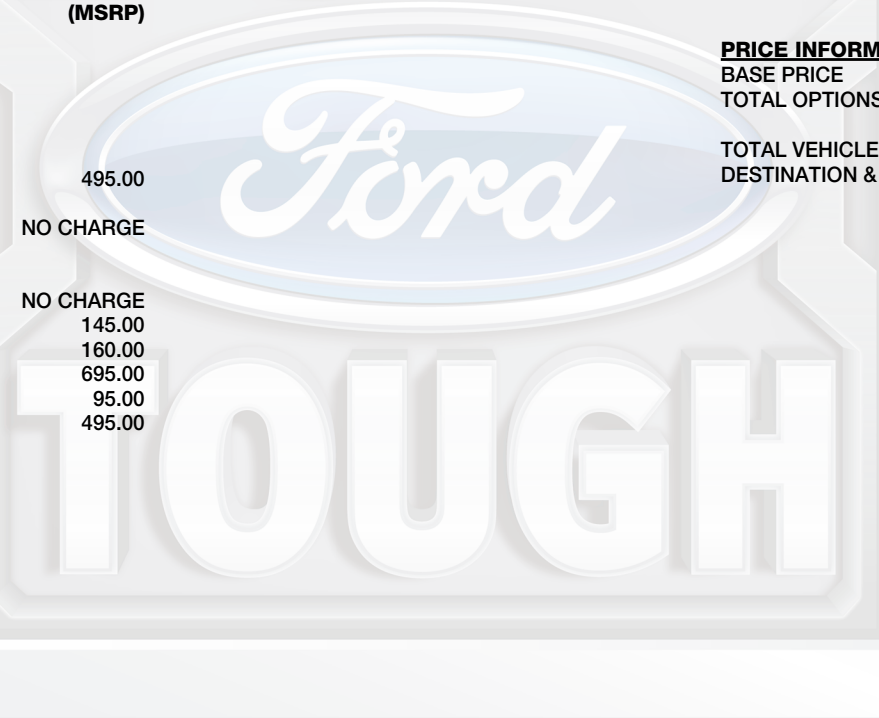 (MSRP)
495.00
NO CHARGE
NO CHARGE
145.00
160.00
695.00
95.00
495.00
PRICE INFORM
BASE PRICE
TOTAL OPTIONS
TOTAL VEHICLE
DESTINATION &
Ford
TOUGH